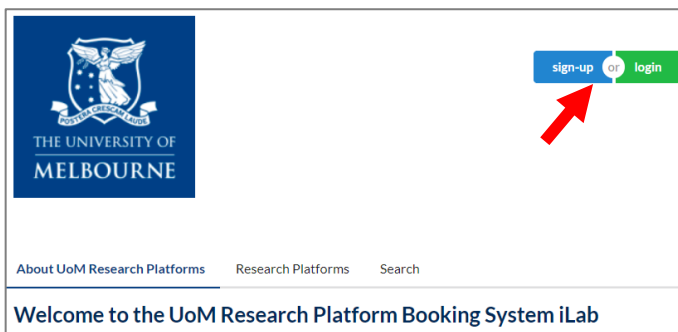 POSTERA CRESCAM LAUDE
THE UNIVERSITY OF
MELBOURNE
sign-up or login
About UoM Research Platforms Research Platforms Search
Welcome to the UoM Research Platform Booking System iLab